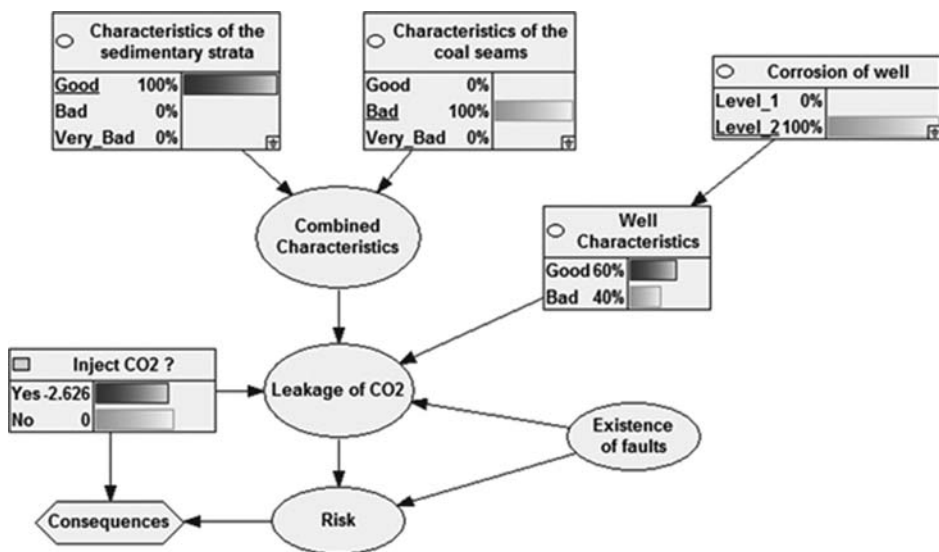 Characteristics of the
sedimentary strata
Good 100%
Bad 0%
Very_Bad 0%
Characteristics of the
coal seams
Good 0%
Bad 100%
Very_Bad 0%
Corrosion of well
Level_1 0%
Level_2 100%
Combined
Characteristics
Well
Characteristics
Good 60%
Bad 40%
Inject CO2 ?
Yes -2.626
No 0
Leakage of CO2
Existence
of faults
Consequences
Risk